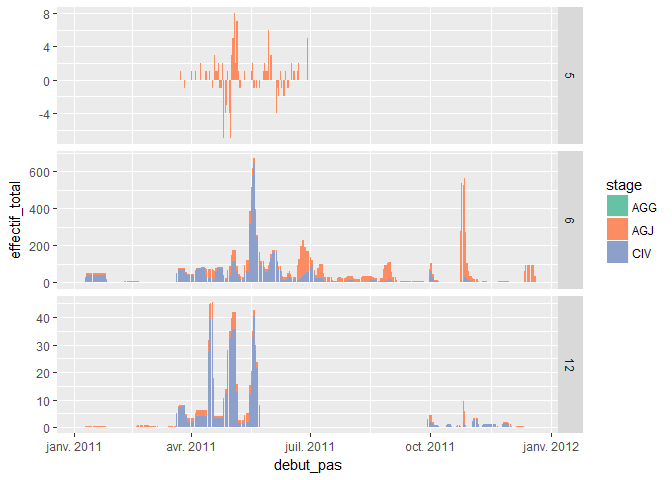 8
4
0
-4
5
effectif_total
600
400
200
0
6
40
30
20
10
0
12
janv. 2011
avr. 2011
juil. 2011
oct. 2011
janv. 2012
debut_pas
stage
AGG
AGJ
CIV